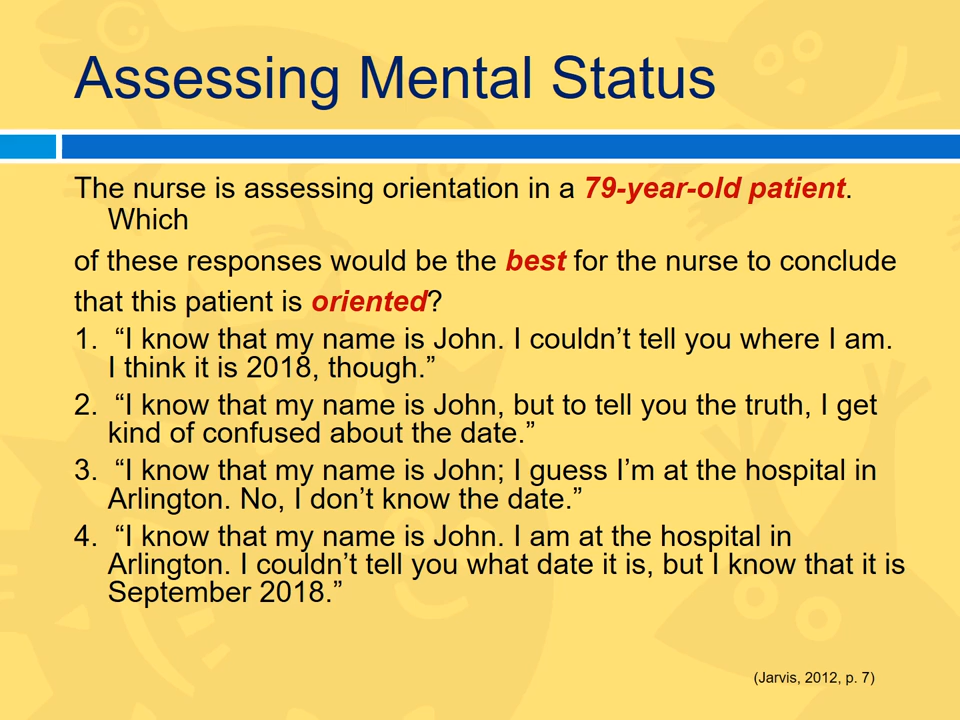 Assessing Mental Status
The nurse is assessing orientation in a 79-year-old patient.
Which
of these responses would be the best for the nurse to conclude
that this patient is oriented?
1. “I know that my name is John. I couldn’t tell you where I am.
I think it is 2018, though.”
2. “I know that my name is John, but to tell you the truth, I get
kind of confused about the date.”
3. “I know that my name is John; I guess I’m at the hospital in
Arlington. No, I don’t know the date.”
4. “I know that my name is John. I am at the hospital in
Arlington. I couldn’t tell you what date it is, but I know that it is
September 2018.”
(Jarvis, 2012, p. 7)